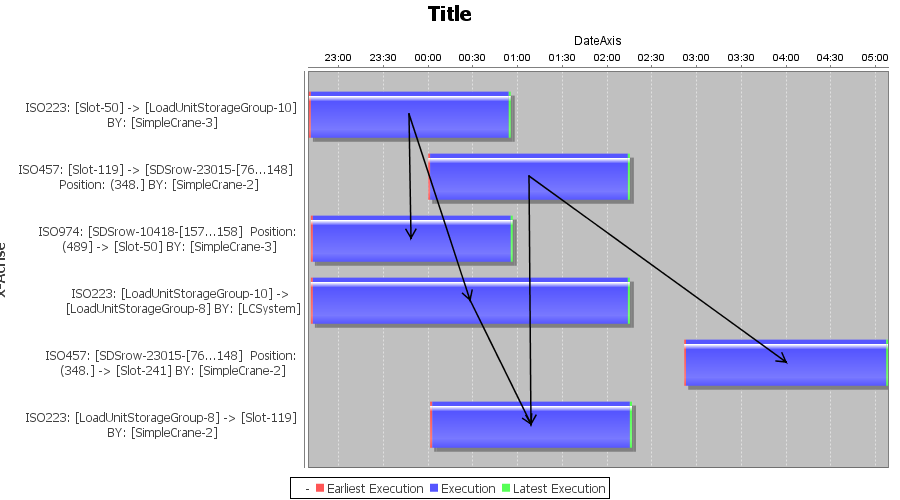 Title
DateAxis
23:00 23:30 00:00 00:30 01:00 01:30 02:00 02:30 03:00 03:30 04:00 04:30 05:00
ISO223: [Slot-50] -> [LoadUnitStorageGroup-10]
BY: [SimpleCrane-3]
ISO457: [Slot-119] -> [SDSrow-23015-[76...148]
Position: (348.] BY: [SimpleCrane-2]
ISO974: [SDSrow-10418-[157...158] Position:
(489] -> [Slot-50] BY: [SimpleCrane-3]
ISO223: [LoadUnitStorageGroup-10] ->
[LoadUnitStorageGroup-8] BY: [LCSystem]
ISO457: [SDSrow-23015-[76...148] Position:
(348.] -> [Slot-241] BY: [SimpleCrane-2]
ISO223: [LoadUnitStorageGroup-8] -> [Slot-119]
BY: [SimpleCrane-2]
- Earliest Execution Execution Latest Execution